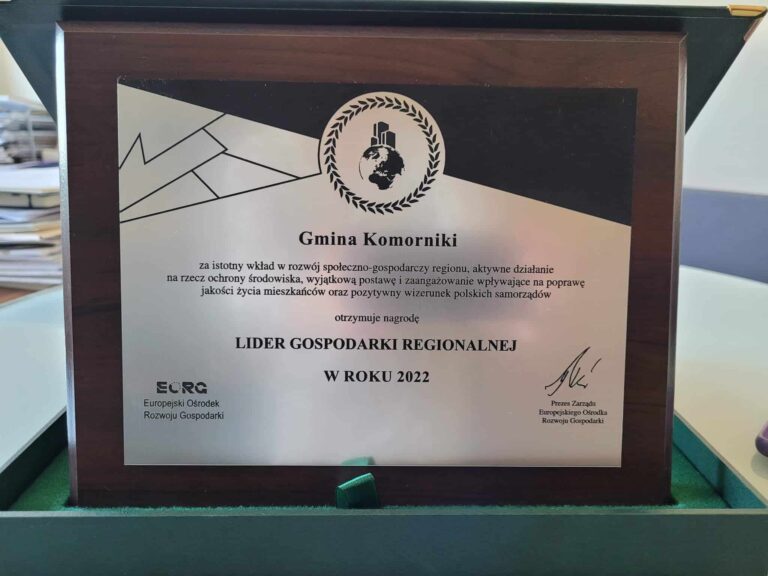 Gmina Komorniki
za istotny wkład w rozwój społeczno-gospodarczy regionu, aktywne działanie
na rzecz ochrony środowiska, wyjątkową postawę i zaangażowanie wpływające na poprawę
jakości życia mieszkańców oraz pozytywny wizerunek polskich samorządów
otrzymuje nagrodę
LIDER GOSPODARKI REGIONALNEJ
W ROKU 2022
EORG
Europejski Ośrodek
Rozwoju Gospodarki
Prezes Zarządu
Europejskiego Ośrodka
Rozwoju Gospodarki